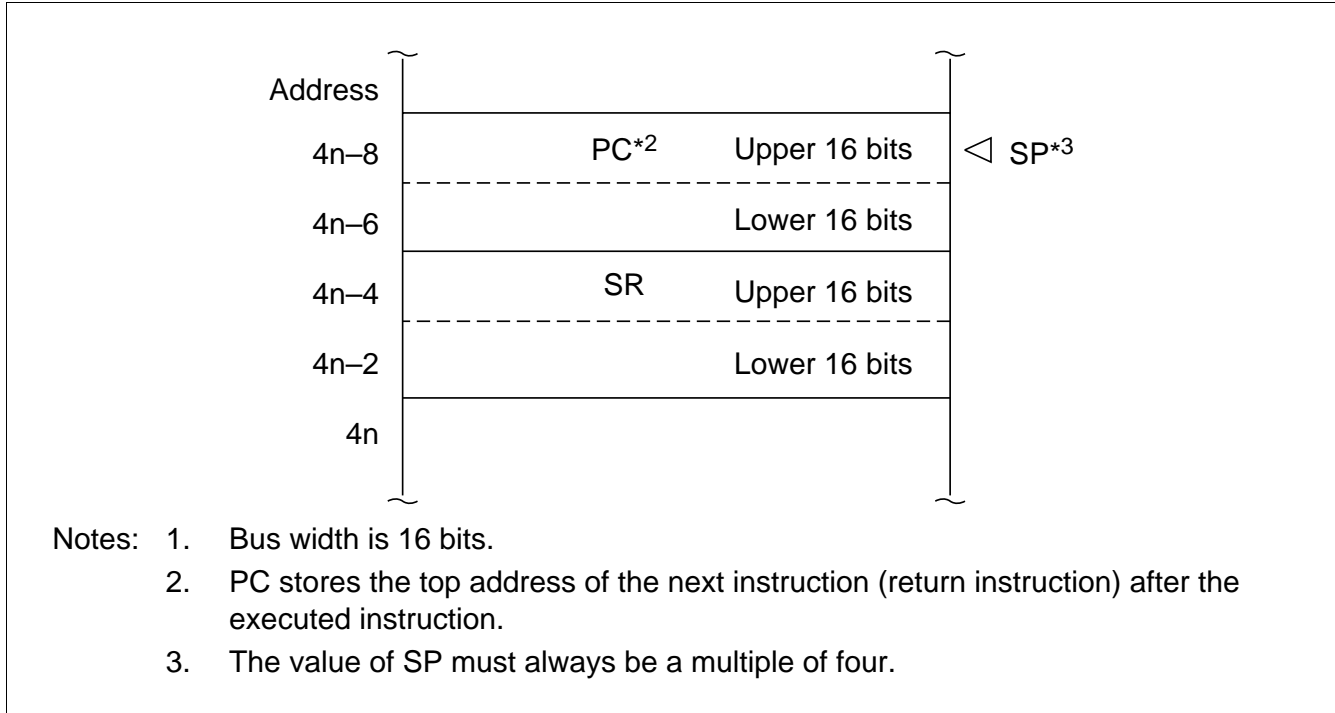 Address
4n–8 PC*2 Upper 16 bits SP*3
4n–6 Lower 16 bits
4n–4 SR Upper 16 bits
4n–2 Lower 16 bits
4n
Notes: 1. Bus width is 16 bits.
2. PC stores the top address of the next instruction (return instruction) after the
executed instruction.
3. The value of SP must always be a multiple of four.